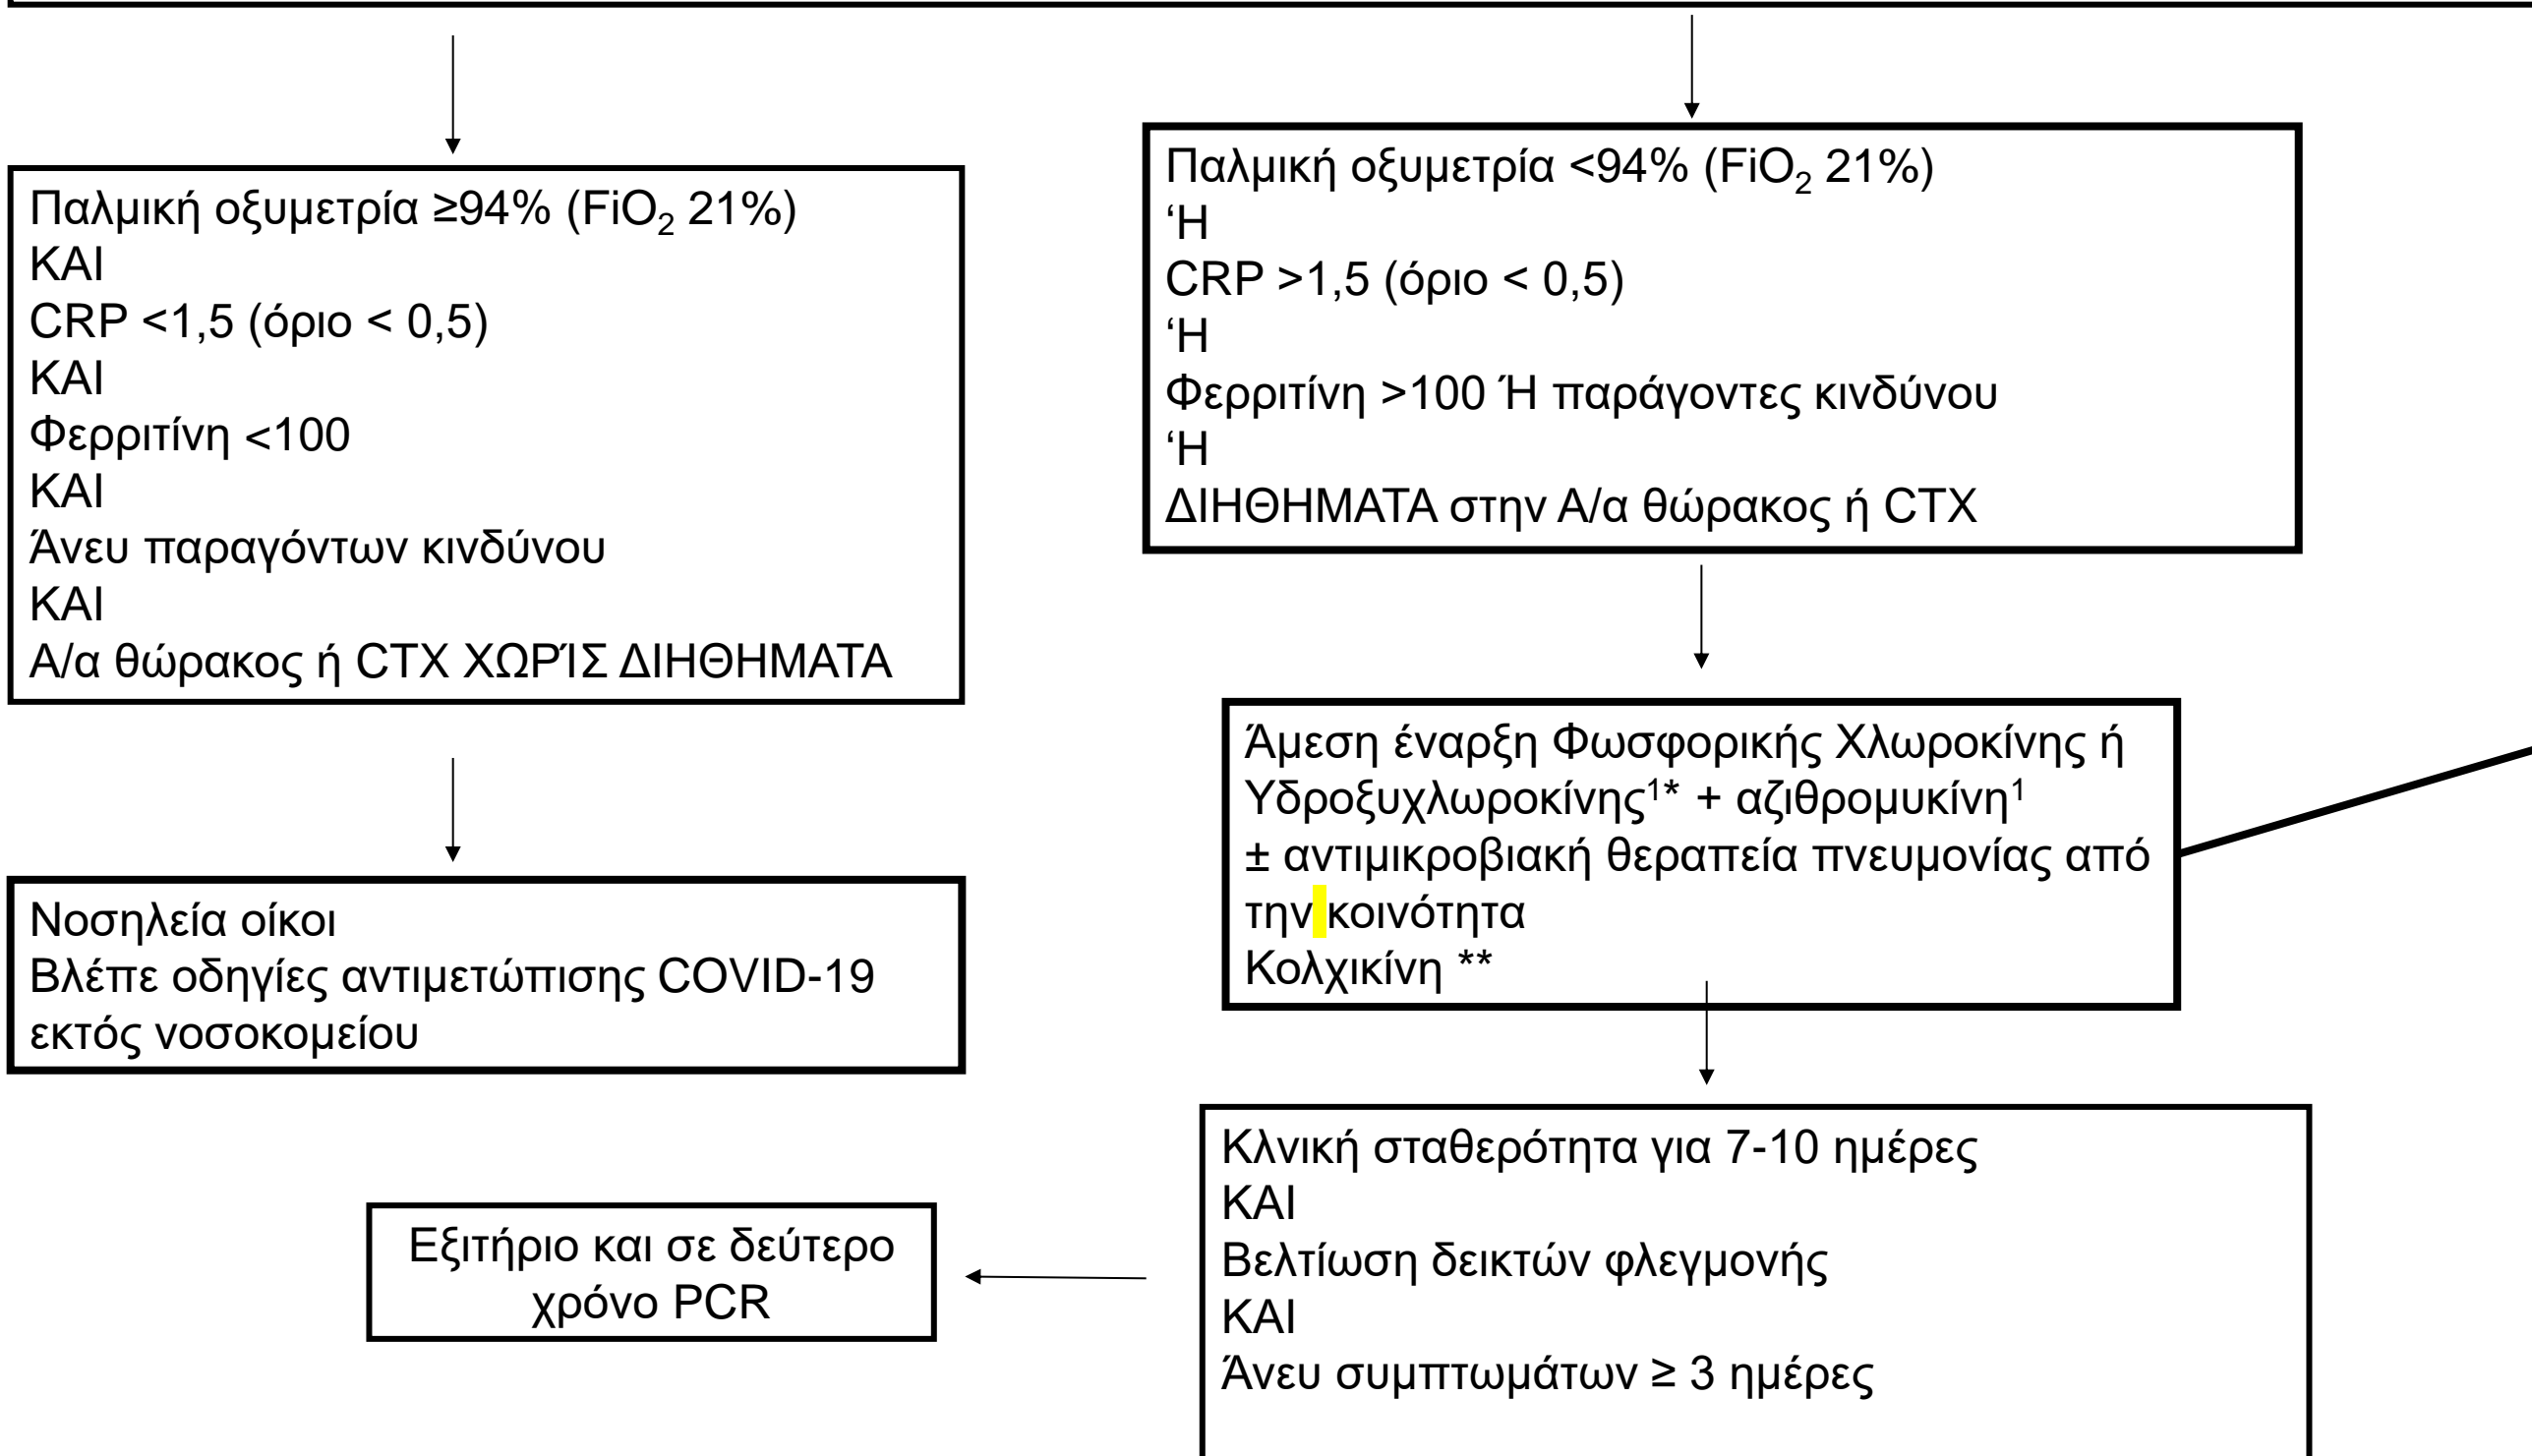 Παλμική οξυμετρία ≥94% (FiO₂ 21%)
ΚΑΙ
CRP <1,5 (όριο < 0,5)
ΚΑΙ
Φερριτίνη <100
ΚΑΙ
Άνευ παραγόντων κινδύνου
ΚΑΙ
Α/α θώρακος ή CTX ΧΩΡΊΣ ΔΙΗΘΗΜΑΤΑ
Νοσηλεία οίκοι
Βλέπε οδηγίες αντιμετώπισης COVID-19
εκτός νοσοκομείου
Παλμική οξυμετρία <94% (FiO₂ 21%)
‘Η
CRP >1,5 (όριο < 0,5)
‘Η
Φερριτίνη >100 Ή παράγοντες κινδύνου
‘Η
ΔΙΗΘΗΜΑΤΑ στην Α/α θώρακος ή CTX
Άμεση έναρξη Φωσφορικής Χλωροκίνης ή
Υδροξυχλωροκίνης¹* + αζιθρομυκίνη¹
± αντιμικροβιακή θεραπεία πνευμονίας από
την κοινότητα
Κολχικίνη **
Κλνική σταθερότητα για 7-10 ημέρες
ΚΑΙ
Βελτίωση δεικτών φλεγμονής
ΚΑΙ
Άνευ συμπτωμάτων ≥ 3 ημέρες
Εξιτήριο και σε δεύτερο
χρόνο PCR